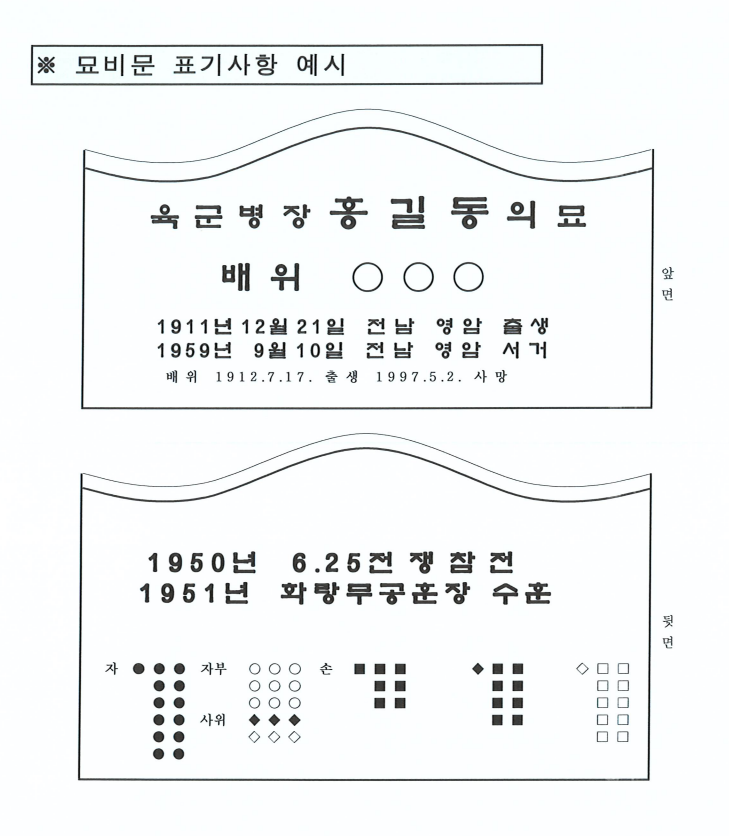 ※ 묘비문 표기사항 예시
육군병장홍길동의묘
배위 ○○○
1911년 12월 21일 전남 영암 출생
1959년 9월 10일 전남 영암 서거
배위 1912.7.17. 출생 1997.5.2. 사망
앞면
1950년 6.25전쟁참전
1951년 화랑무공훈장 수훈
뒷면
자 ●●● 자부 ○○○ 손 ■■■ ◆■■ ◇□□
●● ○○○ ■■ ■■ □□
●● ○○○ ■■ ■■ □□
●● 사위 ◆◆◆ ■■ □□
●● ◇◇◇ □□
●●